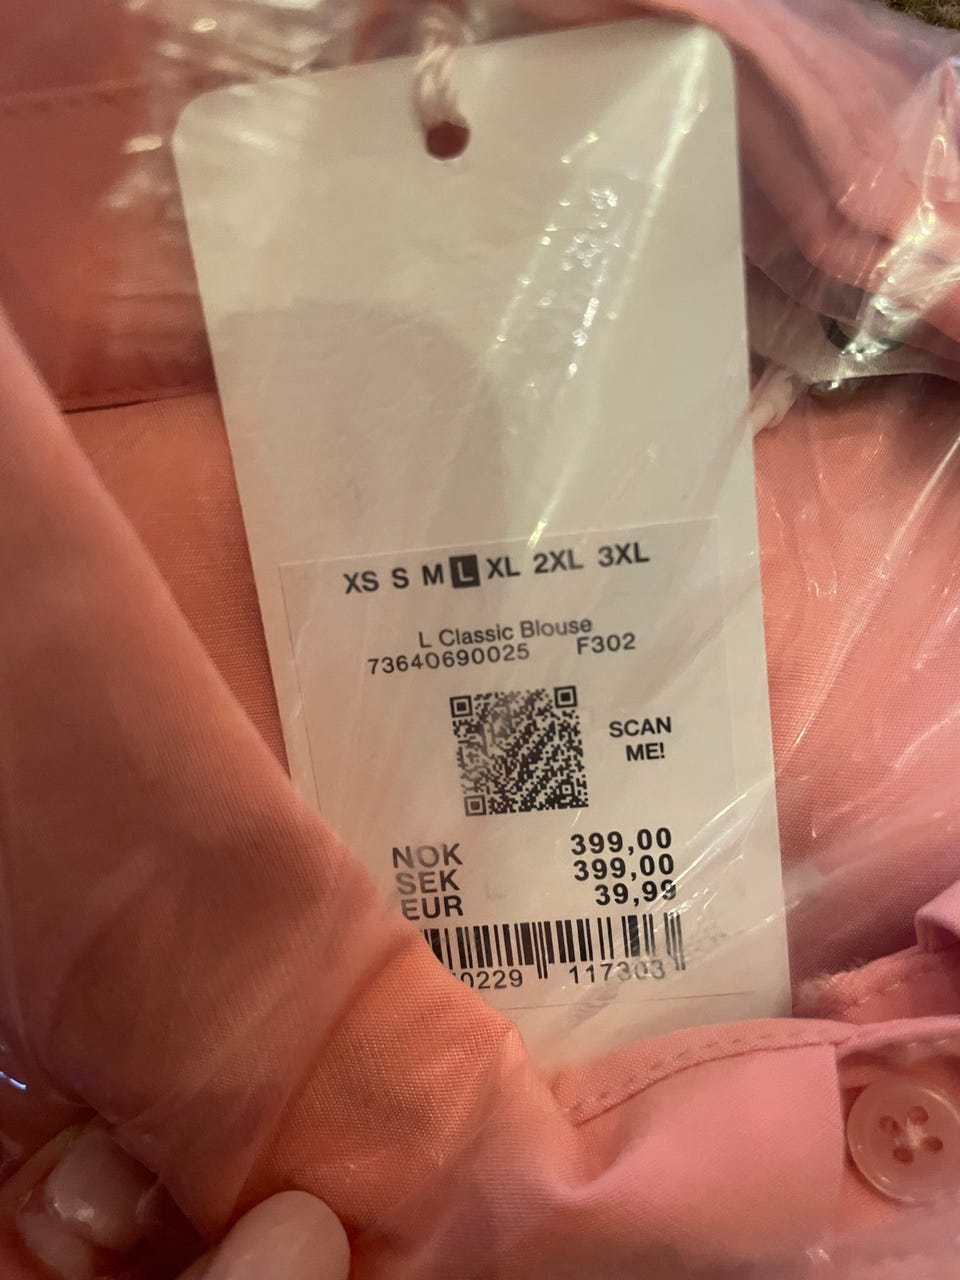 XS S M L XL 2XL 3XL
L Classic Blouse
73640690025 F302
SCAN
ME!
NOK 399,00
SEK 399,00
EUR 39,99
0229 117303